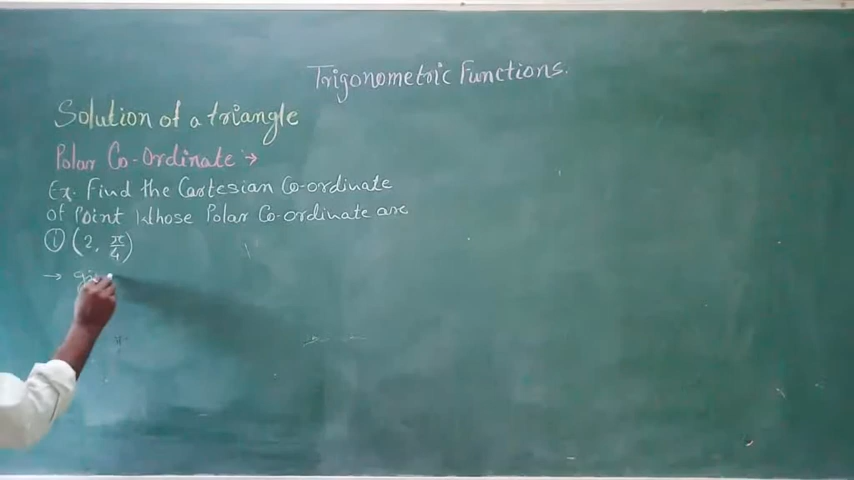 Trigonometric Functions.
Solution of a triangle
Polar Co-Ordinate →
Ex. Find the Cartesian Co-ordinate
of Point Whose Polar Co-ordinate are
① (2, π/4)
→ giv